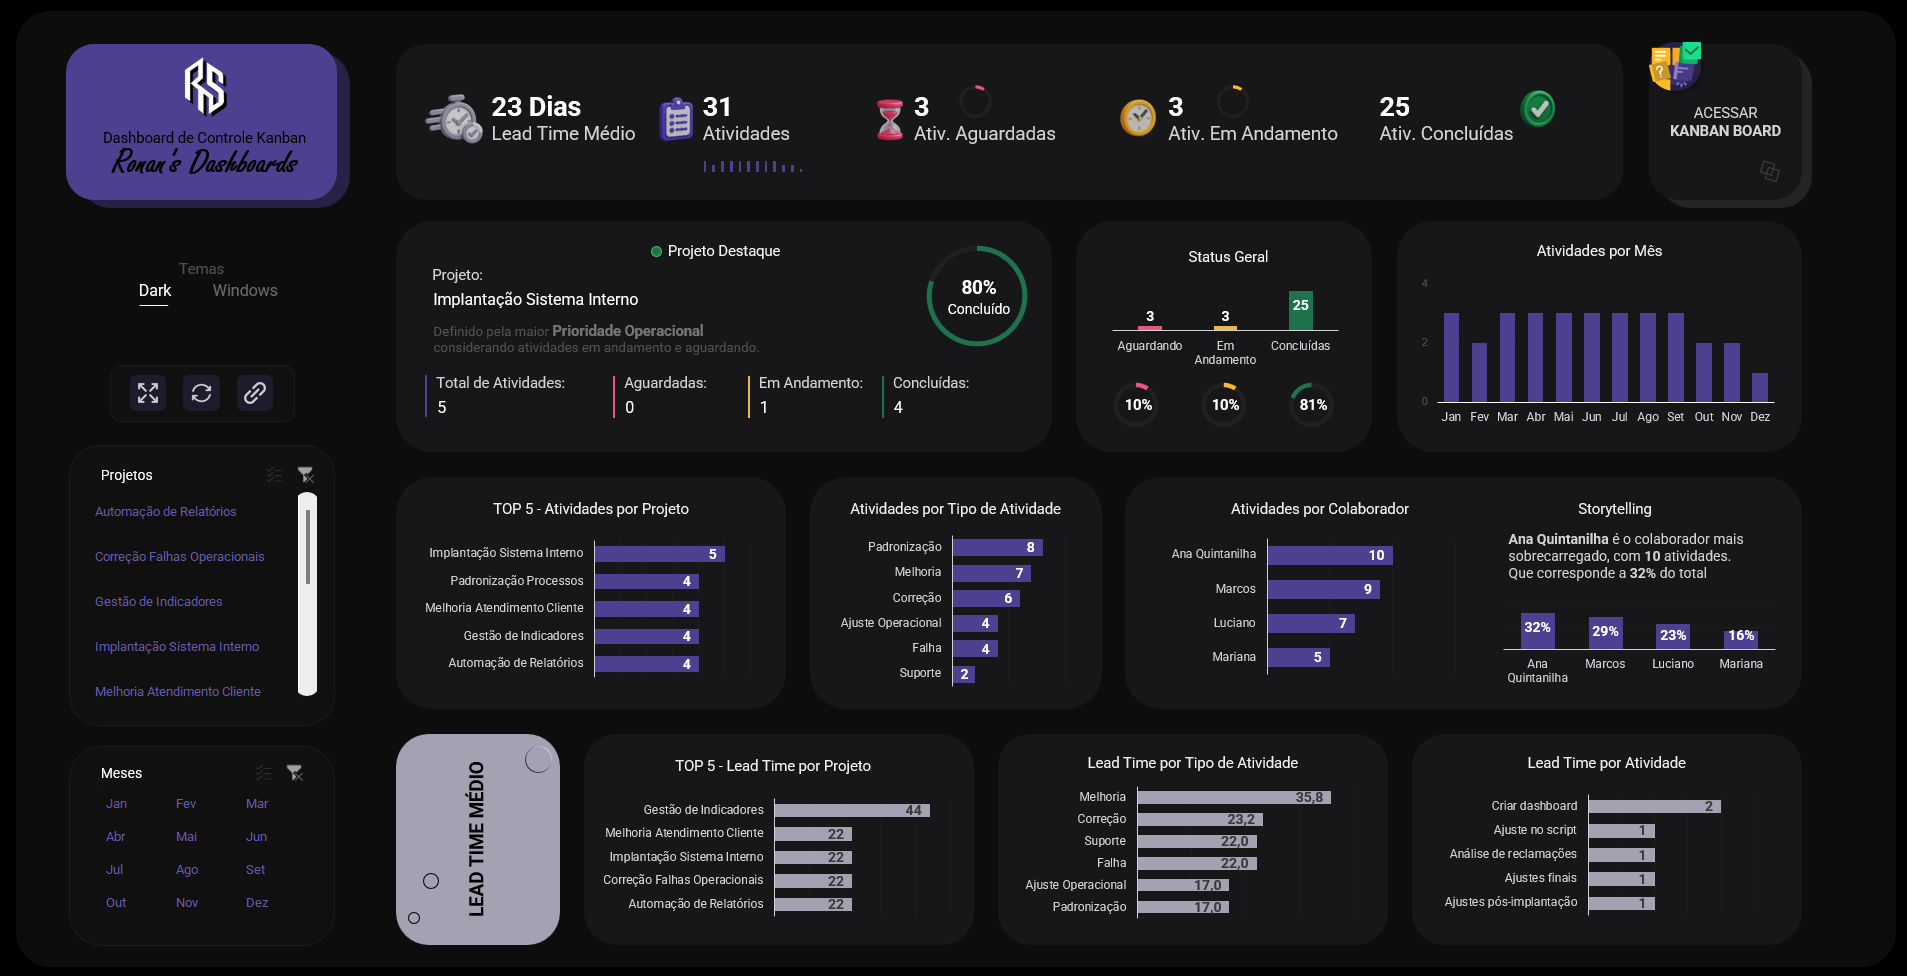 Dashboard de Controle Kanban
Ronan's Dashboards
23 Dias
Lead Time Médio
31
Atividades
3
Ativ. Aguardadas
3
Ativ. Em Andamento
25
Ativ. Concluídas
ACESSAR
KANBAN BOARD
Temas
Dark
Windows
Projetos
Automação de Relatórios
Correção Falhas Operacionais
Gestão de Indicadores
Implantação Sistema Interno
Melhoria Atendimento Cliente
Meses
Jan Fev Mar
Abr Mai Jun
Jul Ago Set
Out Nov Dez
Projeto Destaque
Projeto:
Implantação Sistema Interno
Definido pela maior Prioridade Operacional
considerando atividades em andamento e aguardando.
80%
Concluído
Total de Atividades:
5
Aguardadas:
0
Em Andamento:
1
Concluídas:
4
Status Geral
3 3 25
Aguardando
Em
Andamento
Concluídas
10% 10% 81%
Atividades por Mês
4
2
0
Jan Fev Mar Abr Mai Jun Jul Ago Set Out Nov Dez
TOP 5 - Atividades por Projeto
Implantação Sistema Interno 5
Padronização Processos 4
Melhoria Atendimento Cliente 4
Gestão de Indicadores 4
Automação de Relatórios 4
Atividades por Tipo de Atividade
Padronização 8
Melhoria 7
Correção 6
Ajuste Operacional 4
Falha 4
Suporte 2
Atividades por Colaborador
Ana Quintanilha 10
Marcos 9
Luciano 7
Mariana 5
Storytelling
Ana Quintanilha é o colaborador mais
sobrecarregado, com 10 atividades.
Que corresponde a 32% do total
32% 29% 23% 16%
Ana
Quintanilha
Marcos
Luciano
Mariana
LEAD TIME MÉDIO
TOP 5 - Lead Time por Projeto
Gestão de Indicadores 44
Melhoria Atendimento Cliente 22
Implantação Sistema Interno 22
Correção Falhas Operacionais 22
Automação de Relatórios 22
Lead Time por Tipo de Atividade
Melhoria 35,8
Correção 23,2
Suporte 22,0
Falha 22,0
Ajuste Operacional 17,0
Padronização 17,0
Lead Time por Atividade
Criar dashboard 2
Ajuste no script 1
Análise de reclamações 1
Ajustes finais 1
Ajustes pós-implantação 1